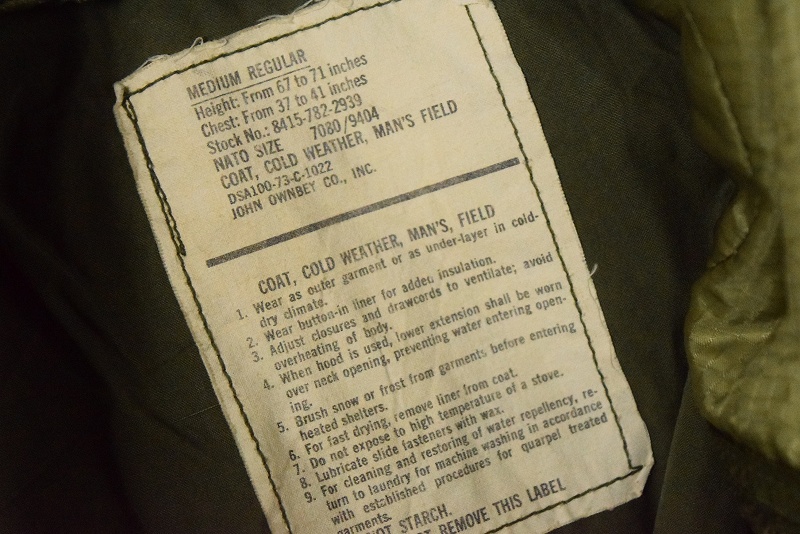 MEDIUM REGULAR
Height: From 67 to 71 inches
Chest: From 37 to 41 inches
Stock No.: 8415-782-2939
NATO SIZE 7080/9404
COAT, COLD WEATHER, MAN'S FIELD
DSA100-73-C-1022
JOHN OWNBEY CO., INC.
COAT, COLD WEATHER, MAN'S, FIELD
1. Wear as outer garment or as under-layer in cold-
dry climate.
2. Wear button-in liner for added insulation.
3. Adjust closures and drawcords to ventilate; avoid
overheating of body.
4. When hood is used, lower extension shall be worn
over neck opening, preventing water entering open-
ing.
5. Brush snow or frost from garments before entering
heated shelters.
6. For fast drying, remove liner from coat.
7. Do not expose to high temperature of a stove.
8. Lubricate slide fasteners with wax.
9. For cleaning and restoring of water repellency, re-
turn to laundry for machine washing in accordance
with established procedures for quarpel treated
garments.
NOT STARCH.
REMOVE THIS LABEL